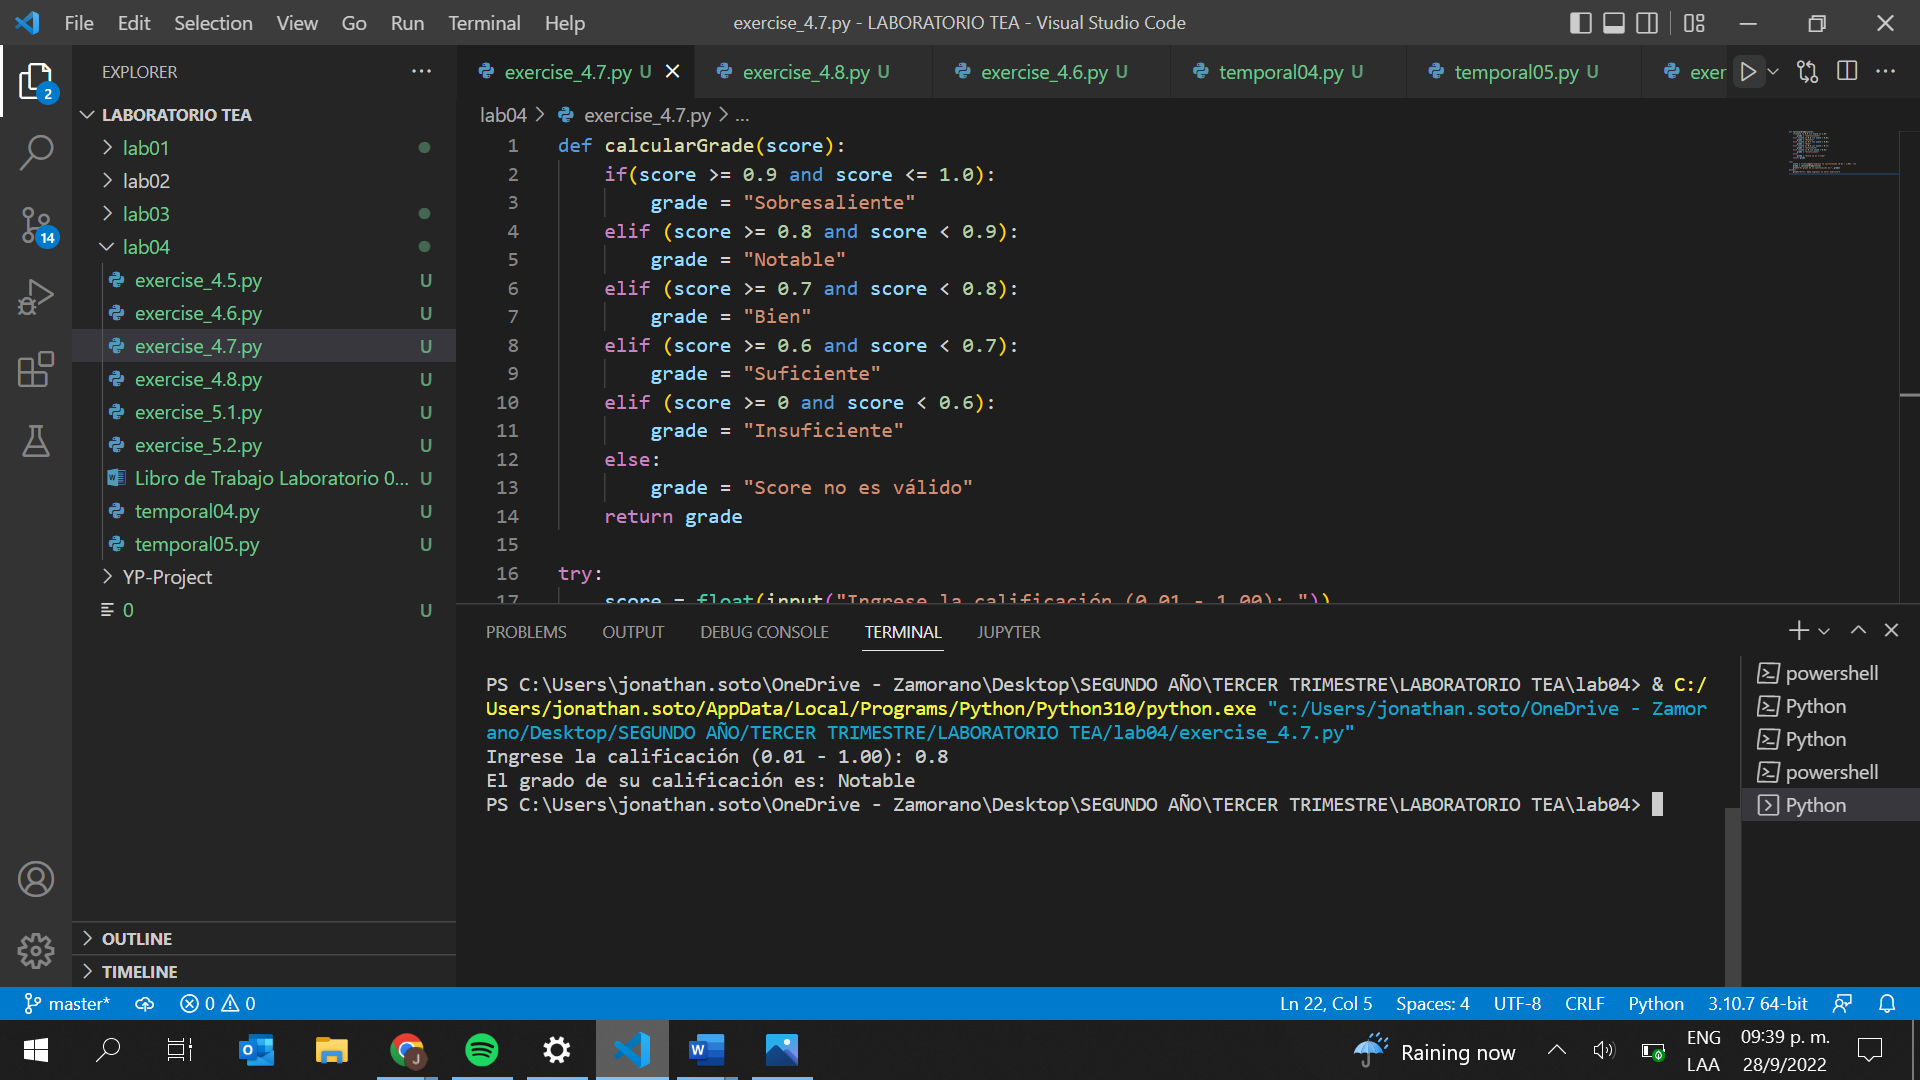 File Edit Selection View Go Run Terminal Help
exercise_4.7.py - LABORATORIO TEA - Visual Studio Code
EXPLORER
LABORATORIO TEA
lab01
lab02
lab03
lab04
exercise_4.5.py U
exercise_4.6.py U
exercise_4.7.py U
exercise_4.8.py U
exercise_5.1.py U
exercise_5.2.py U
Libro de Trabajo Laboratorio 0... U
temporal04.py U
temporal05.py U
YP-Project
0 U
OUTLINE
TIMELINE
2
14
exercise_4.7.py U exercise_4.8.py U exercise_4.6.py U temporal04.py U temporal05.py U exer
lab04 > exercise_4.7.py > ...
1 def calcularGrade(score):
2 if(score >= 0.9 and score <= 1.0):
3 grade = "Sobresaliente"
4 elif (score >= 0.8 and score < 0.9):
5 grade = "Notable"
6 elif (score >= 0.7 and score < 0.8):
7 grade = "Bien"
8 elif (score >= 0.6 and score < 0.7):
9 grade = "Suficiente"
10 elif (score >= 0 and score < 0.6):
11 grade = "Insuficiente"
12 else:
13 grade = "Score no es válido"
14 return grade
15
16 try:
17 score = float(input("Ingrese la calificación (0.01 - 1.00): "))
PROBLEMS OUTPUT DEBUG CONSOLE TERMINAL JUPYTER
PS C:\Users\jonathan.soto\OneDrive - Zamorano\Desktop\SEGUNDO AÑO\TERCER TRIMESTRE\LABORATORIO TEA\lab04> & C:/
Users/jonathan.soto/AppData/Local/Programs/Python/Python310/python.exe "c:/Users/jonathan.soto/OneDrive - Zamor
ano/Desktop/SEGUNDO AÑO/TERCER TRIMESTRE/LABORATORIO TEA/lab04/exercise_4.7.py"
Ingrese la calificación (0.01 - 1.00): 0.8
El grado de su calificación es: Notable
PS C:\Users\jonathan.soto\OneDrive - Zamorano\Desktop\SEGUNDO AÑO\TERCER TRIMESTRE\LABORATORIO TEA\lab04>
powershell
Python
Python
powershell
Python
master* 0 0 Ln 22, Col 5 Spaces: 4 UTF-8 CRLF Python 3.10.7 64-bit
Raining now
ENG
LAA
09:39 p. m.
28/9/2022